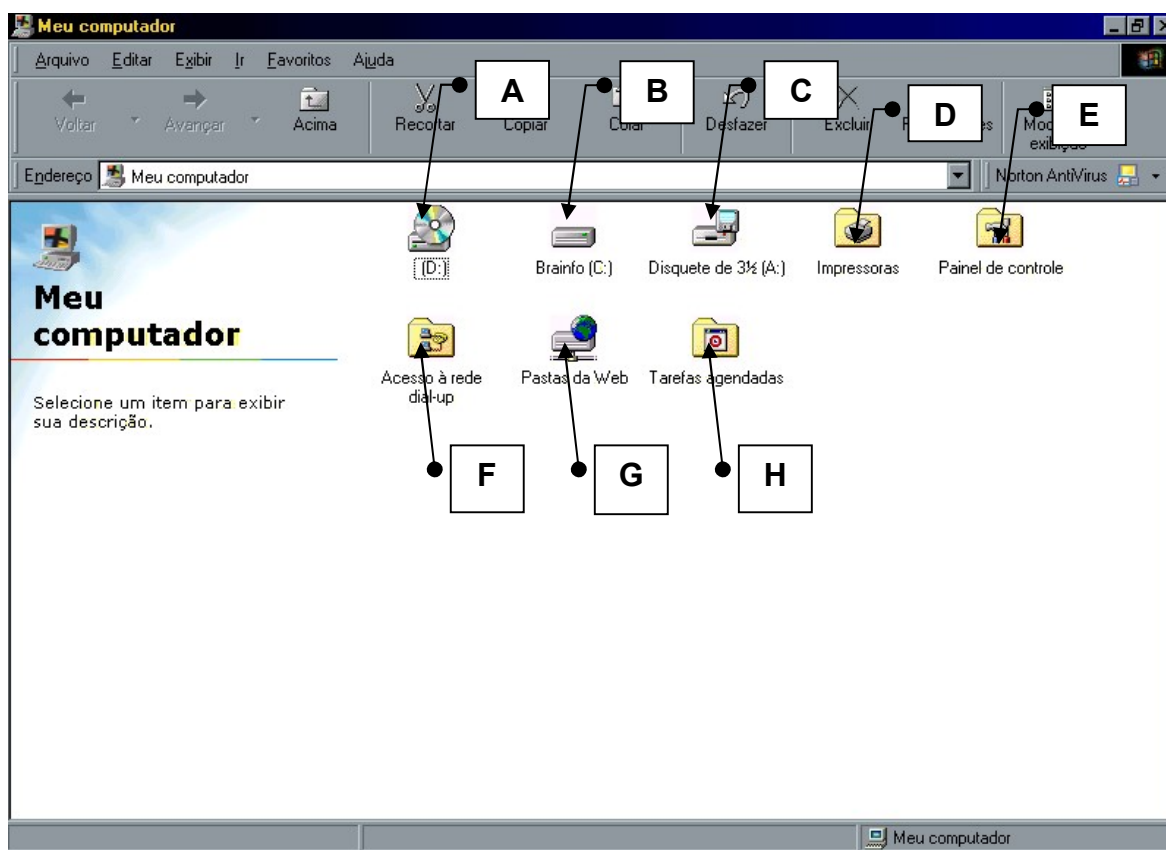 Meu computador
Arquivo Editar Exibir Ir Favoritos Ajuda
A B C D E
Voltar Avançar Acima Recortar Copiar Colar Desfazer Excluir
exibição
Endereço Meu computador Norton AntiVirus
(D:) Brainfo (C:) Disquete de 3½ (A:) Impressoras Painel de controle
Meu
computador
Acesso à rede
dial-up
Pastas da Web Tarefas agendadas
Selecione um item para exibir
sua descrição.
F G H
Meu computador